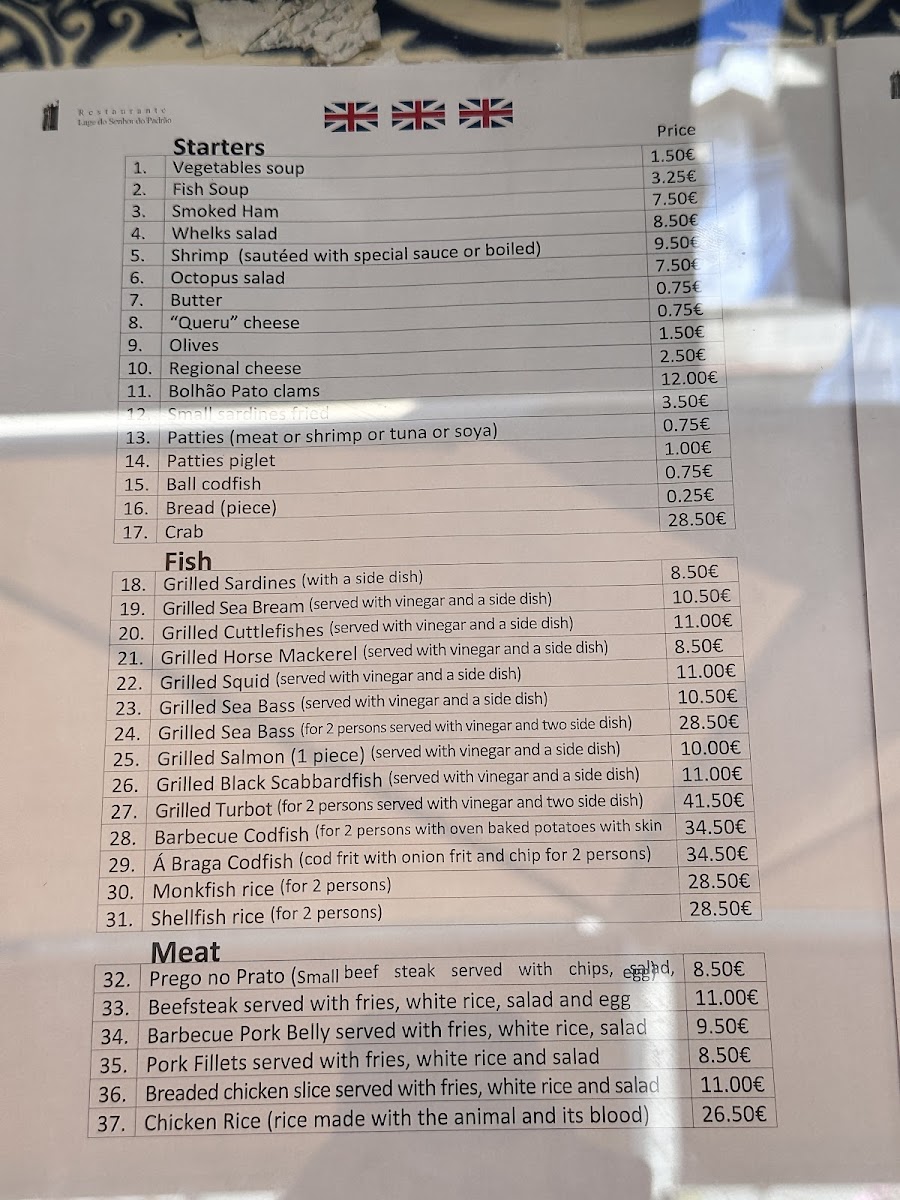 Restaurante
Lage do Senhor do Padrão
Price
Starters
1. Vegetables soup 1.50€
2. Fish Soup 3.25€
3. Smoked Ham 7.50€
4. Whelks salad 8.50€
5. Shrimp (sautéed with special sauce or boiled) 9.50€
6. Octopus salad 7.50€
7. Butter 0.75€
8. “Queru” cheese 0.75€
9. Olives 1.50€
10. Regional cheese 2.50€
11. Bolhão Pato clams 12.00€
12. Small sardines fried 3.50€
13. Patties (meat or shrimp or tuna or soya) 0.75€
14. Patties piglet 1.00€
15. Ball codfish 0.75€
16. Bread (piece) 0.25€
17. Crab 28.50€
Fish
18. Grilled Sardines (with a side dish) 8.50€
19. Grilled Sea Bream (served with vinegar and a side dish) 10.50€
20. Grilled Cuttlefishes (served with vinegar and a side dish) 11.00€
21. Grilled Horse Mackerel (served with vinegar and a side dish) 8.50€
22. Grilled Squid (served with vinegar and a side dish) 11.00€
23. Grilled Sea Bass (served with vinegar and a side dish) 10.50€
24. Grilled Sea Bass (for 2 persons served with vinegar and two side dish) 28.50€
25. Grilled Salmon (1 piece) (served with vinegar and a side dish) 10.00€
26. Grilled Black Scabbardfish (served with vinegar and a side dish) 11.00€
27. Grilled Turbot (for 2 persons served with vinegar and two side dish) 41.50€
28. Barbecue Codfish (for 2 persons with oven baked potatoes with skin 34.50€
29. Á Braga Codfish (cod frit with onion frit and chip for 2 persons) 34.50€
30. Monkfish rice (for 2 persons) 28.50€
31. Shellfish rice (for 2 persons) 28.50€
Meat
32. Prego no Prato (Small beef steak served with chips, salad, egg) 8.50€
33. Beefsteak served with fries, white rice, salad and egg 11.00€
34. Barbecue Pork Belly served with fries, white rice, salad 9.50€
35. Pork Fillets served with fries, white rice and salad 8.50€
36. Breaded chicken slice served with fries, white rice and salad 11.00€
37. Chicken Rice (rice made with the animal and its blood) 26.50€